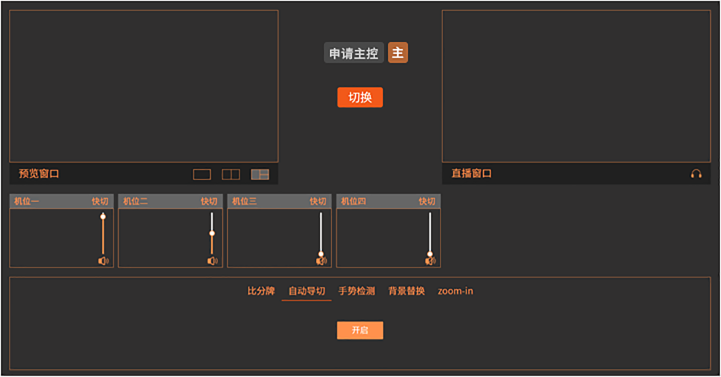 申请主控 主
切换
预览窗口
直播窗口
机位一 快切 机位二 快切 机位三 快切 机位四 快切
比分牌 自动导切 手势检测 背景替换 zoom-in
开启